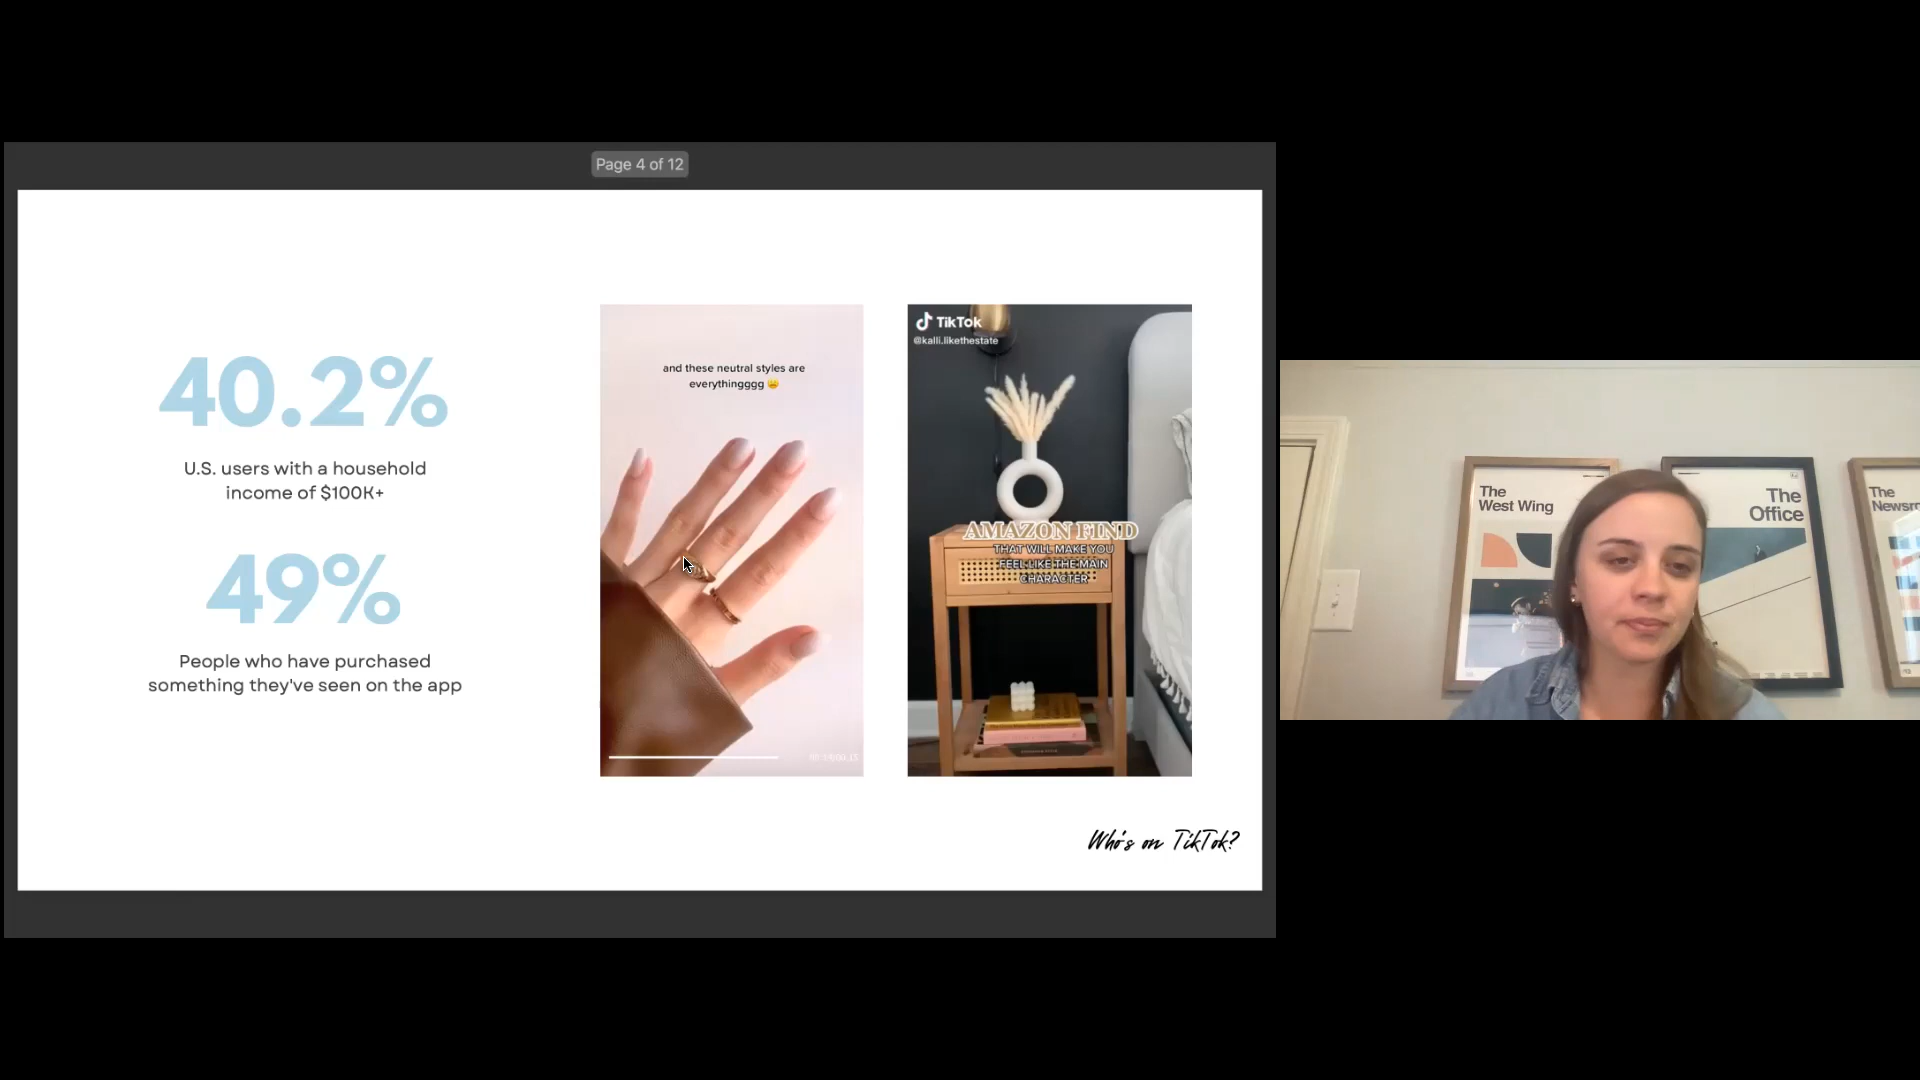 Page 4 of 12
40.2%
U.S. users with a household
income of $100K+
49%
People who have purchased
something they've seen on the app
and these neutral styles are
everythingggg
TikTok
@kalli.likethestate
AMAZON FIND
THAT WILL MAKE YOU
FEEL LIKE THE MAIN
CHARACTER
Who's on TikTok?
The
West Wing
The
Office
The